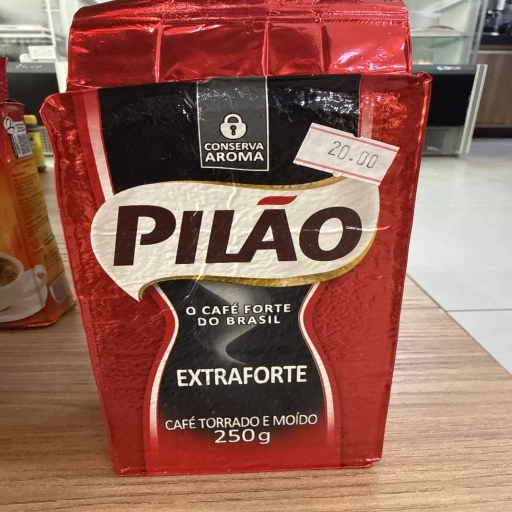 CONSERVA
AROMA
20.00
PILÃO
O CAFÉ FORTE
DO BRASIL
EXTRAFORTE
CAFÉ TORRADO E MOÍDO
250g